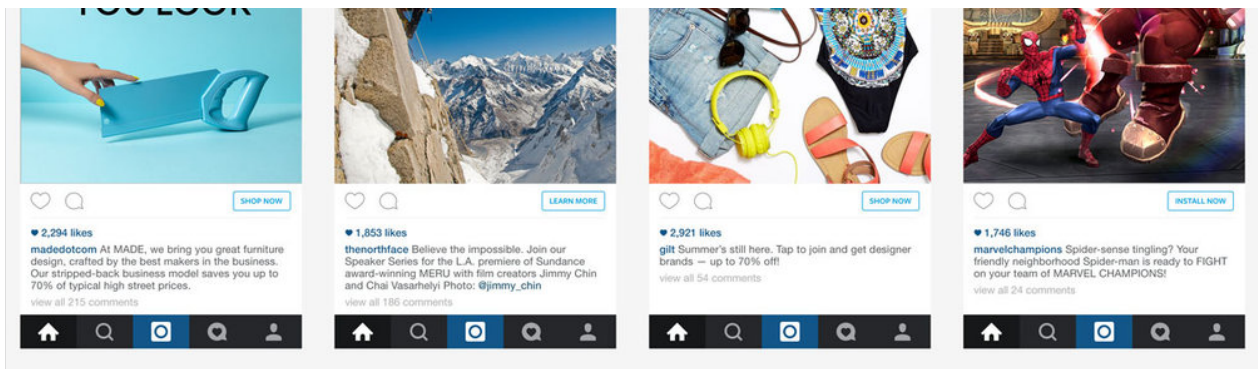 YOU LOOK
SHOP NOW
2,294 likes
madedotcom At MADE, we bring you great furniture
design, crafted by the best makers in the business.
Our stripped-back business model saves you up to
70% of typical high street prices.
view all 215 comments
LEARN MORE
1,853 likes
thenorthface Believe the impossible. Join our
Speaker Series for the L.A. premiere of Sundance
award-winning MERU with film creators Jimmy Chin
and Chai Vasarhelyi Photo: @jimmy_chin
view all 186 comments
SHOP NOW
2,921 likes
gilt Summer's still here. Tap to join and get designer
brands — up to 70% off!
view all 54 comments
INSTALL NOW
1,746 likes
marvelchampions Spider-sense tingling? Your
friendly neighborhood Spider-man is ready to FIGHT
on your team of MARVEL CHAMPIONS!
view all 24 comments